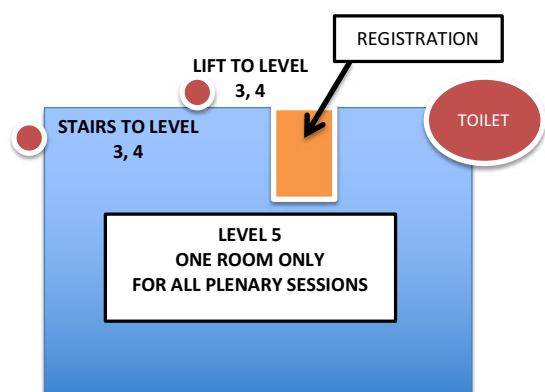 REGISTRATION
LIFT TO LEVEL
3, 4
TOILET
STAIRS TO LEVEL
3, 4
LEVEL 5
ONE ROOM ONLY
FOR ALL PLENARY SESSIONS